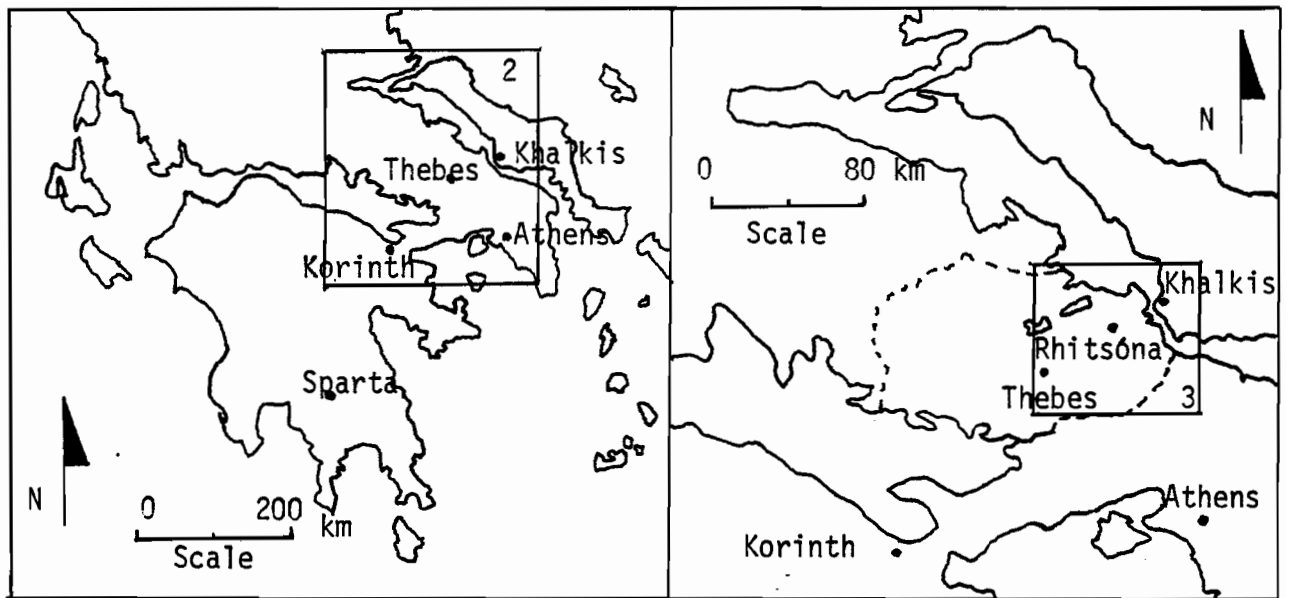 2
Khalkis
Thebes
Athens
Korinth
Sparta
N
0 200 km
Scale
N
0 80 km
Scale
Khalkis
Rhitsona
Thebes
3
Athens
Korinth